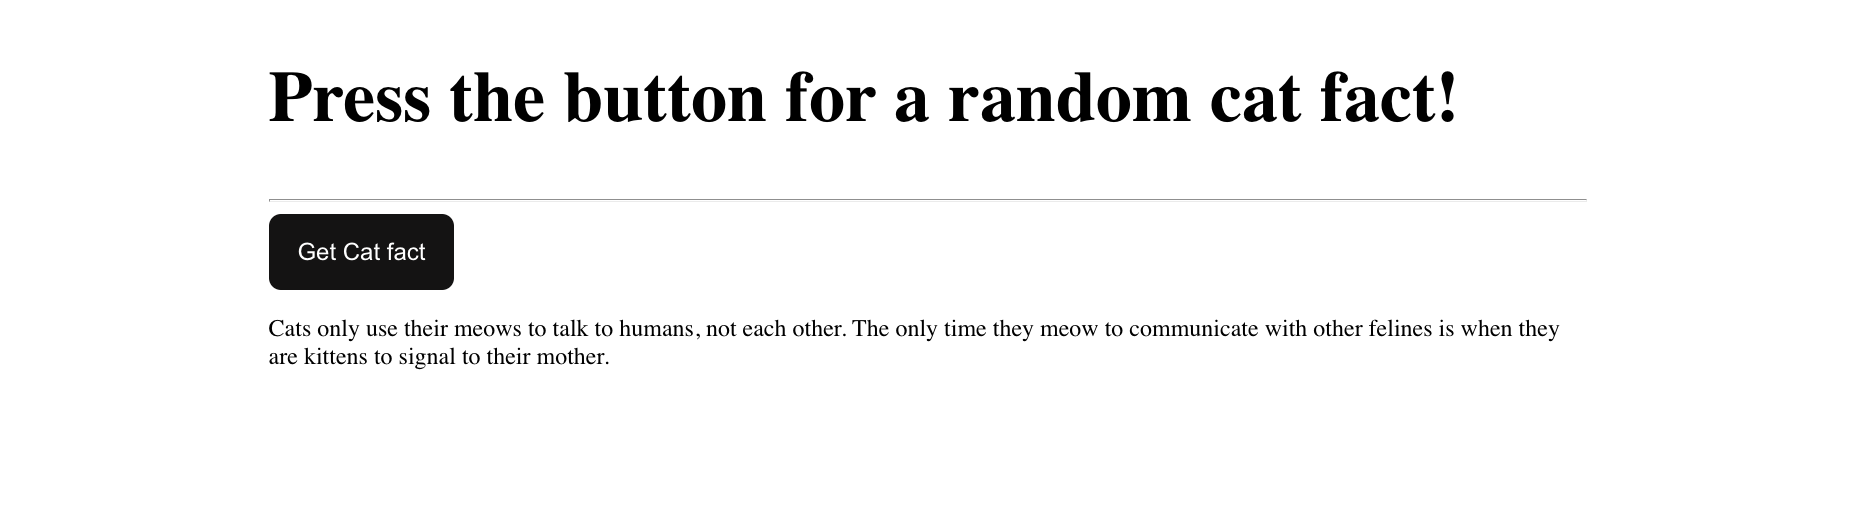 Press the button for a random cat fact!
Get Cat fact
Cats only use their meows to talk to humans, not each other. The only time they meow to communicate with other felines is when they
are kittens to signal to their mother.